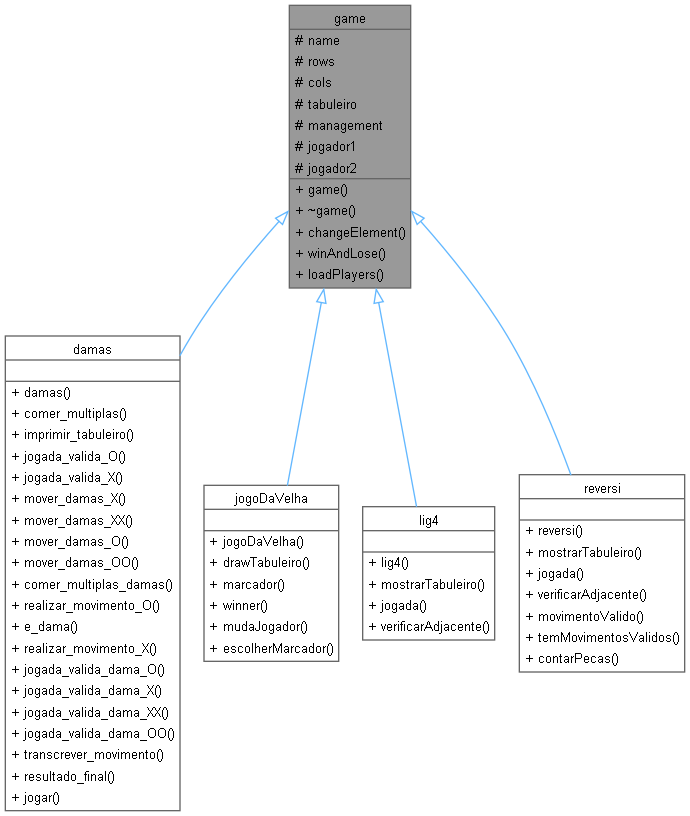 game
# name
# rows
# cols
# tabuleiro
# management
# jogador1
# jogador2
+ game()
+ ~game()
+ changeElement()
+ winAndLose()
+ loadPlayers()
damas
+ damas()
+ comer_multiplas()
+ imprimir_tabuleiro()
+ jogada_valida_O()
+ jogada_valida_X()
+ mover_damas_X()
+ mover_damas_XX()
+ mover_damas_O()
+ mover_damas_OO()
+ comer_multiplas_damas()
+ realizar_movimento_O()
+ e_dama()
+ realizar_movimento_X()
+ jogada_valida_dama_O()
+ jogada_valida_dama_X()
+ jogada_valida_dama_XX()
+ jogada_valida_dama_OO()
+ transcrever_movimento()
+ resultado_final()
+ jogar()
jogoDaVelha
+ jogoDaVelha()
+ drawTabuleiro()
+ marcador()
+ winner()
+ mudaJogador()
+ escolherMarcador()
lig4
+ lig4()
+ mostrarTabuleiro()
+ jogada()
+ verificarAdjacente()
reversi
+ reversi()
+ mostrarTabuleiro()
+ jogada()
+ verificarAdjacente()
+ movimentoValido()
+ temMovimentosValidos()
+ contarPecas()